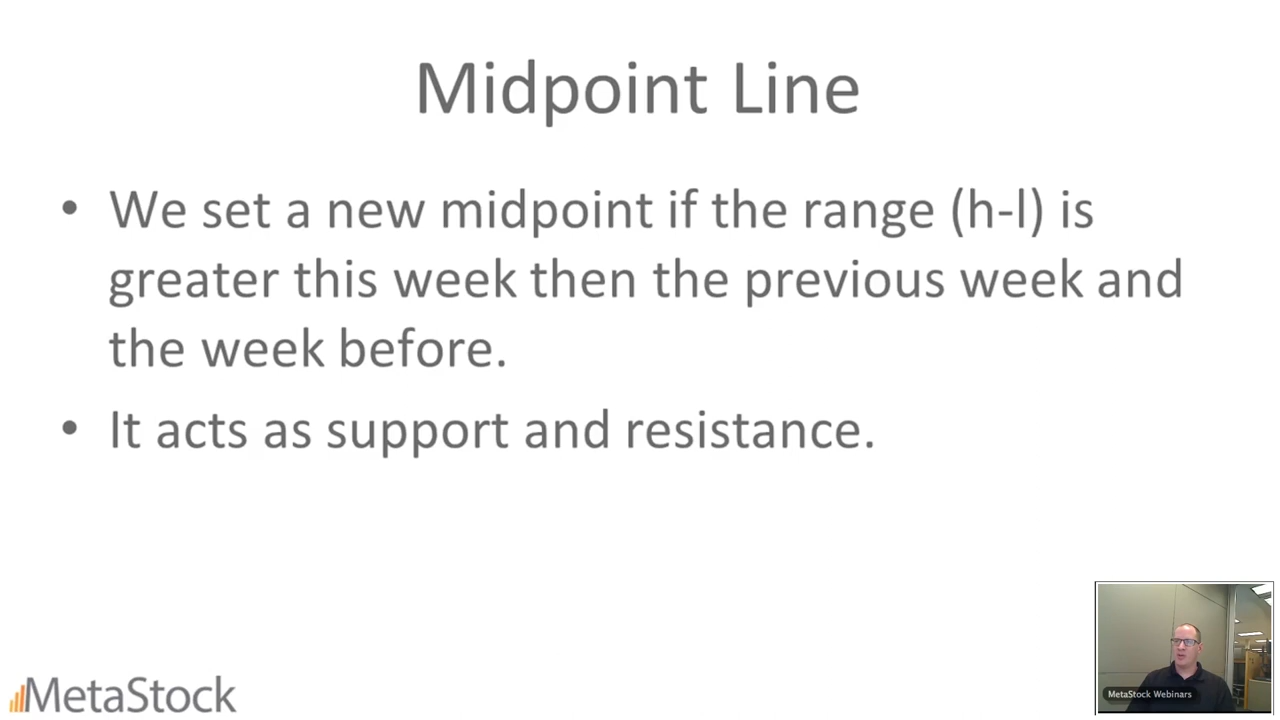 Midpoint Line
• We set a new midpoint if the range (h-l) is
greater this week then the previous week and
the week before.
• It acts as support and resistance.
MetaStock
MetaStock Webinars